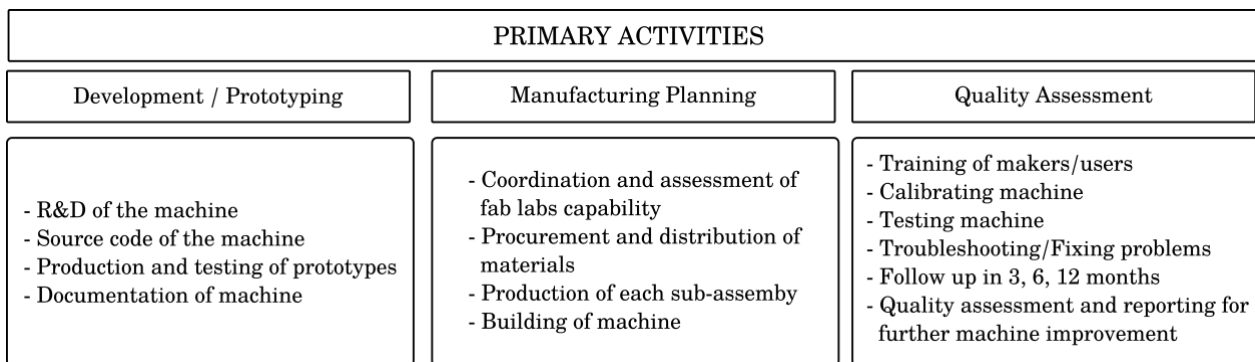 PRIMARY ACTIVITIES
Development / Prototyping
- R&D of the machine
- Source code of the machine
- Production and testing of prototypes
- Documentation of machine
Manufacturing Planning
- Coordination and assessment of
fab labs capability
- Procurement and distribution of
materials
- Production of each sub-assemby
- Building of machine
Quality Assessment
- Training of makers/users
- Calibrating machine
- Testing machine
- Troubleshooting/Fixing problems
- Follow up in 3, 6, 12 months
- Quality assessment and reporting for
further machine improvement